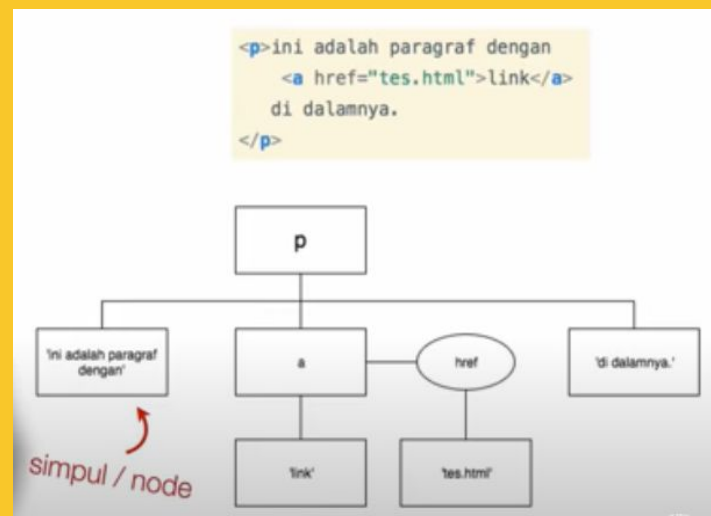 <p>ini adalah paragraf dengan
<a href="tes.html">link</a>
di dalamnya.
</p>
p
'ini adalah paragraf
dengan'
a
href
'di dalamnya.'
simpul / node
'link'
'tes.html'